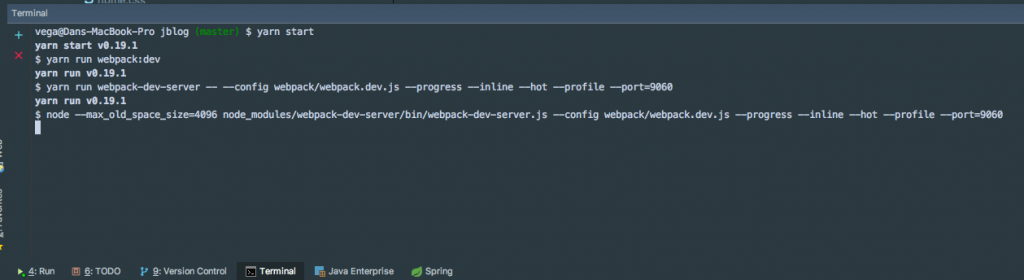 home.css
Terminal
vega@Dans-MacBook-Pro jblog (master) $ yarn start
yarn start v0.19.1
$ yarn run webpack:dev
yarn run v0.19.1
$ yarn run webpack-dev-server -- --config webpack/webpack.dev.js --progress --inline --hot --profile --port=9060
yarn run v0.19.1
$ node --max_old_space_size=4096 node_modules/webpack-dev-server/bin/webpack-dev-server.js --config webpack/webpack.dev.js --progress --inline --hot --profile --port=9060
Web
Favorites
4: Run
6: TODO
9: Version Control
Terminal
Java Enterprise
Spring